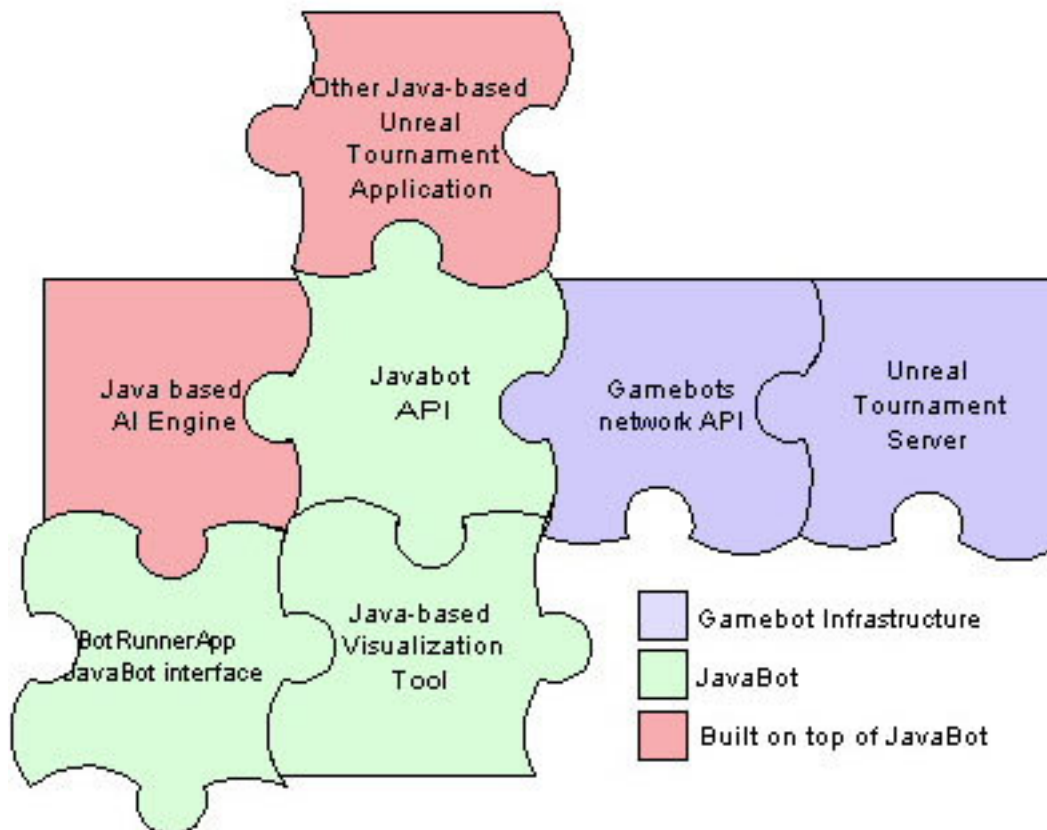 Other Java-based
Unreal
Tournament
Application
Java based
AI Engine
Javabot
API
Gamebots
network API
Unreal
Tournament
Server
BotRunnerApp
JavaBot interface
Java-based
Visualization
Tool
Gamebot Infrastructure
JavaBot
Built on top of JavaBot